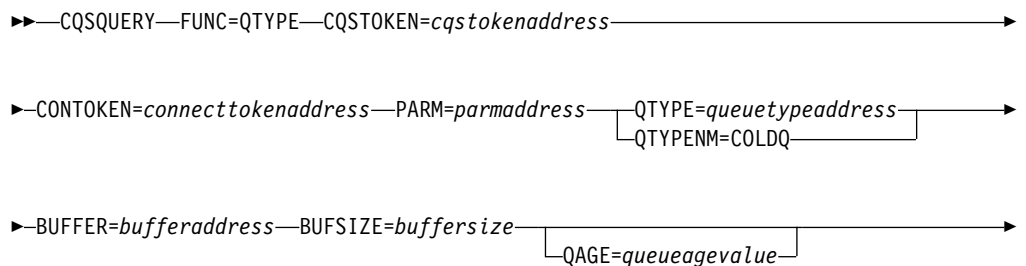 CQSQUERY FUNC=QTYPE CQSTOKEN=cqstokenaddress
CONTOKEN=connecttokenaddress PARM=parmaddress QTYPE=queuetypeaddress
QTYPENM=COLDQ
BUFFER=bufferaddress BUFSIZE=buffersize
QAGE=queueagevalue